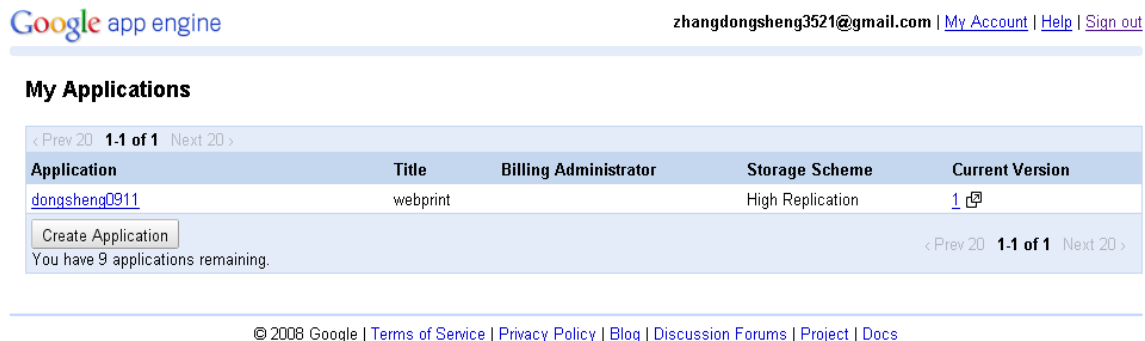 Google app engine
zhangdongsheng3521@gmail.com | My Account | Help | Sign out
My Applications
‹ Prev 20 1-1 of 1 Next 20 ›
Application Title Billing Administrator Storage Scheme Current Version
dongsheng0911 webprint High Replication 1
Create Application
You have 9 applications remaining.
‹ Prev 20 1-1 of 1 Next 20 ›
© 2008 Google | Terms of Service | Privacy Policy | Blog | Discussion Forums | Project | Docs